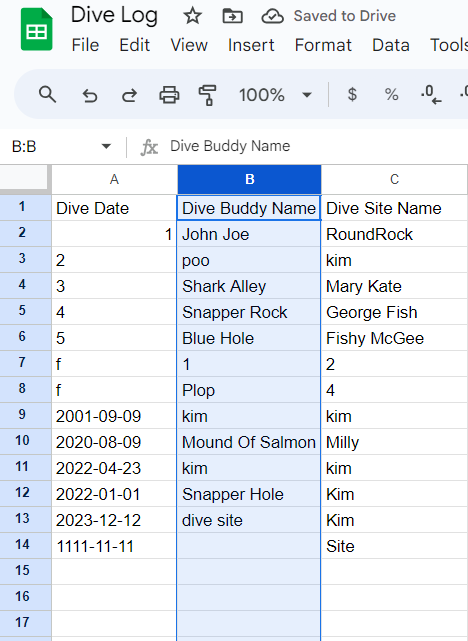 Dive Log Saved to Drive
File Edit View Insert Format Data Tools
100% $ % .0
B:B fx Dive Buddy Name
A B C
1 Dive Date Dive Buddy Name Dive Site Name
2 1 John Joe RoundRock
3 2 poo kim
4 3 Shark Alley Mary Kate
5 4 Snapper Rock George Fish
6 5 Blue Hole Fishy McGee
7 f 1 2
8 f Plop 4
9 2001-09-09 kim kim
10 2020-08-09 Mound Of Salmon Milly
11 2022-04-23 kim kim
12 2022-01-01 Snapper Hole Kim
13 2023-12-12 dive site Kim
14 1111-11-11 Site
15
16
17